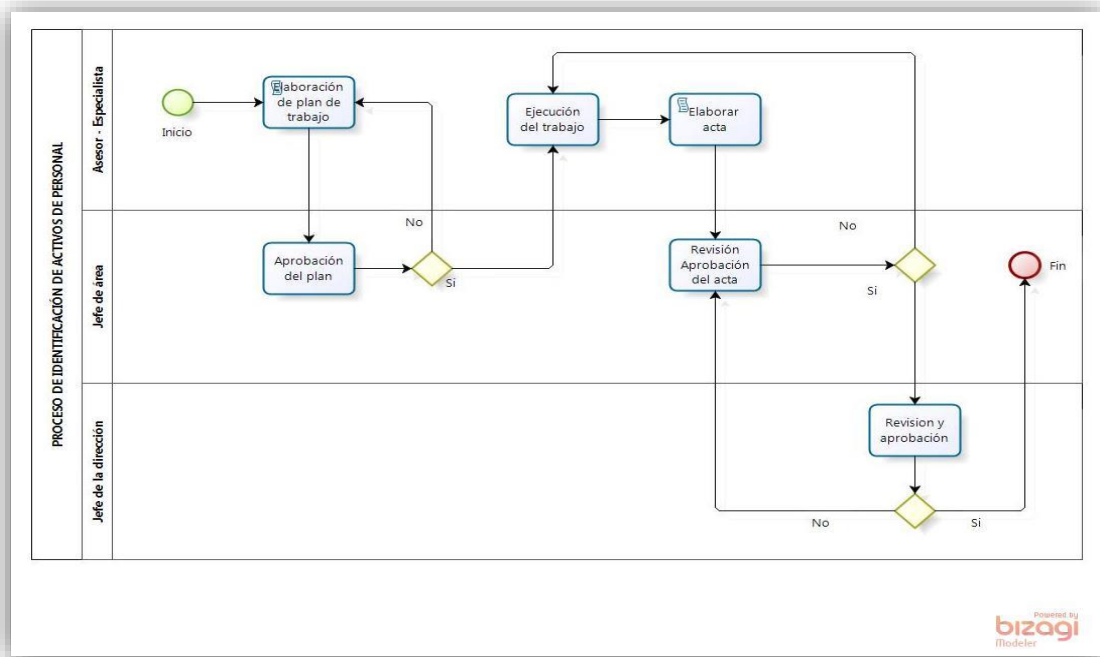 PROCESO DE IDENTIFICACIÓN DE ACTIVOS DE PERSONAL
Asesor - Especialista
Inicio
Elaboración
de plan de
trabajo
Ejecución
del trabajo
Elaborar
acta
Jefe de área
Aprobación
del plan
No
Si
Revisión
Aprobación
del acta
No
Si
Fin
Jefe de la dirección
Revision y
aprobación
No
Si
Powered by
bizagi
Modeler